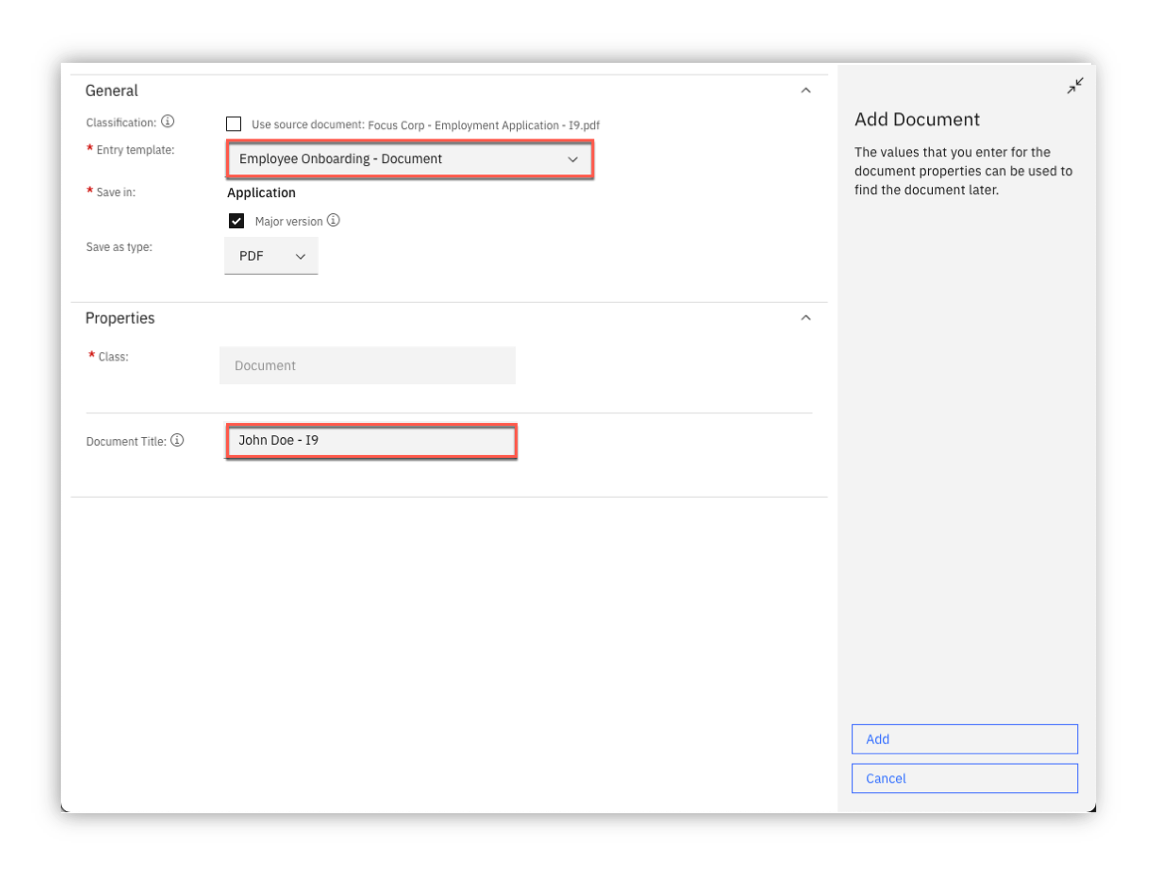 General
Classification:
Use source document: Focus Corp - Employment Application - I9.pdf
* Entry template:
Employee Onboarding - Document
* Save in:
Application
Major version
Save as type:
PDF
Properties
* Class:
Document
Document Title:
John Doe - I9
Add Document
The values that you enter for the
document properties can be used to
find the document later.
Add
Cancel